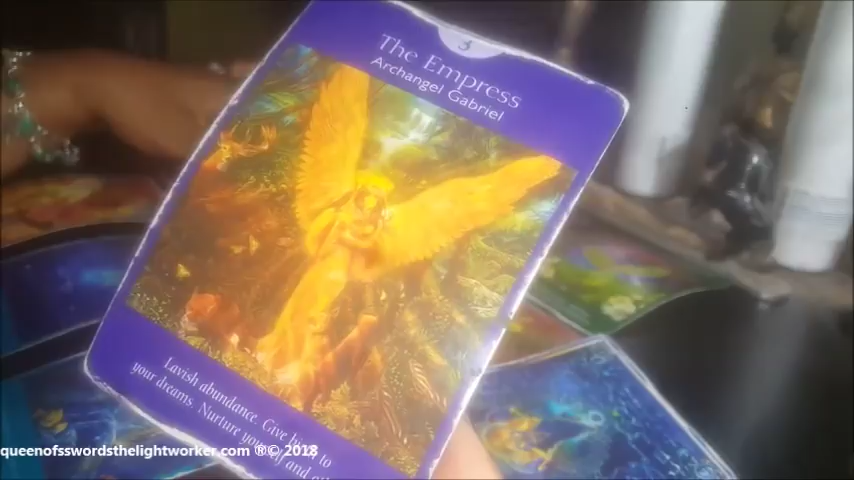 3
The Empress
Archangel Gabriel
Lavish abundance. Give birth to
your dreams. Nurture yourself and
queenofsswordsthelightworker.com ®© 2018